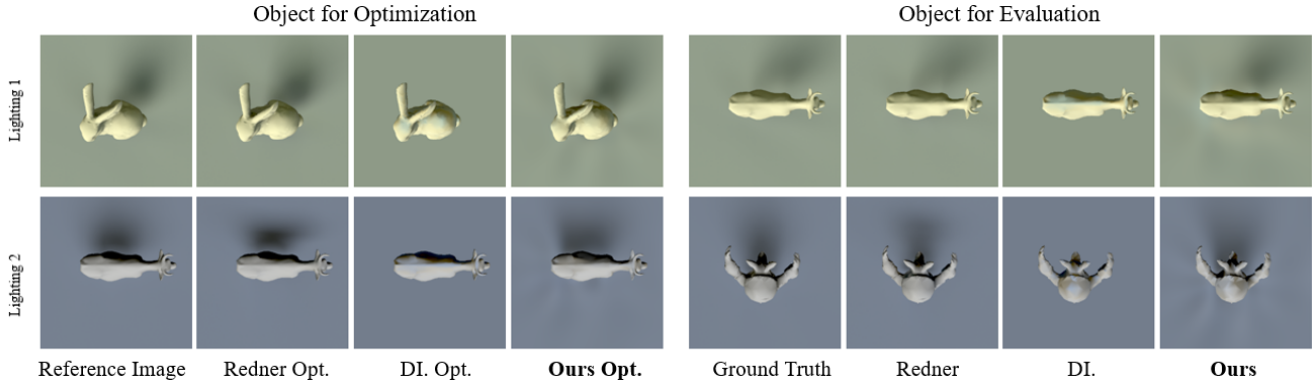 Object for Optimization
Object for Evaluation
Lighting 1
Lighting 2
Reference Image
Redner Opt.
DI. Opt.
Ours Opt.
Ground Truth
Redner
DI.
Ours